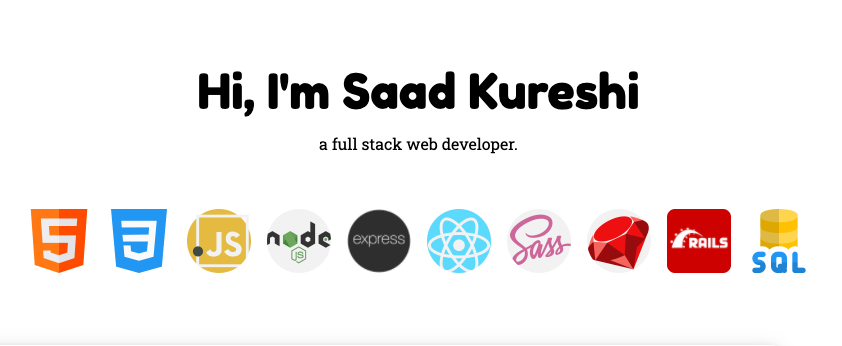 Hi, I'm Saad Kureshi
a full stack web developer.
5 3 .JS node JS express Sass RAILS SQL